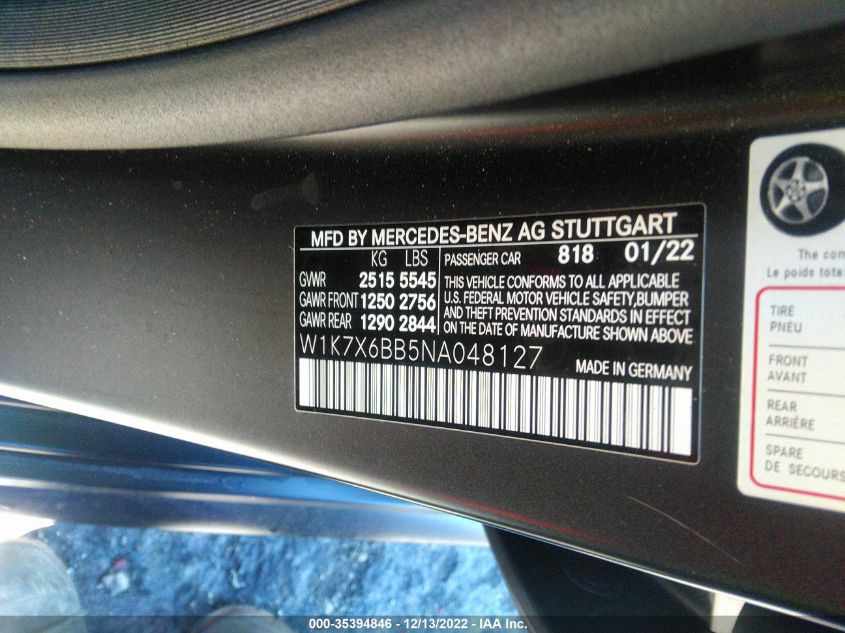 MFD BY MERCEDES-BENZ AG STUTTGART
KG LBS
GVWR 2515 5545
GAWR FRONT 1250 2756
GAWR REAR 1290 2844
PASSENGER CAR 818 01/22
THIS VEHICLE CONFORMS TO ALL APPLICABLE
U.S. FEDERAL MOTOR VEHICLE SAFETY,BUMPER
AND THEFT PREVENTION STANDARDS IN EFFECT
ON THE DATE OF MANUFACTURE SHOWN ABOVE
W1K7X6BB5NA048127
MADE IN GERMANY
The com
Le poids tota
TIRE
PNEU
FRONT
AVANT
REAR
ARRIÈRE
SPARE
DE SECOURS
000-35394846 - 12/13/2022 - IAA Inc.